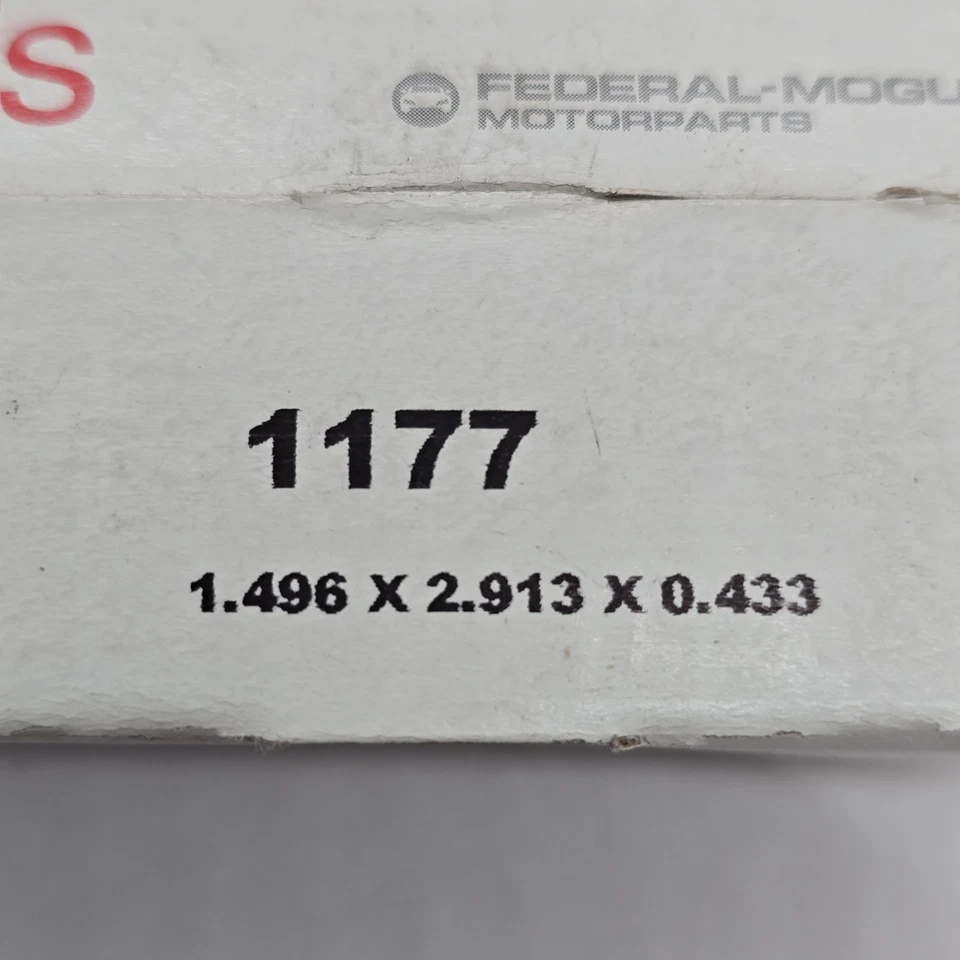 S
FEDERAL-MOGU
MOTORPARTS
1177
1.496 X 2.913 X 0.433